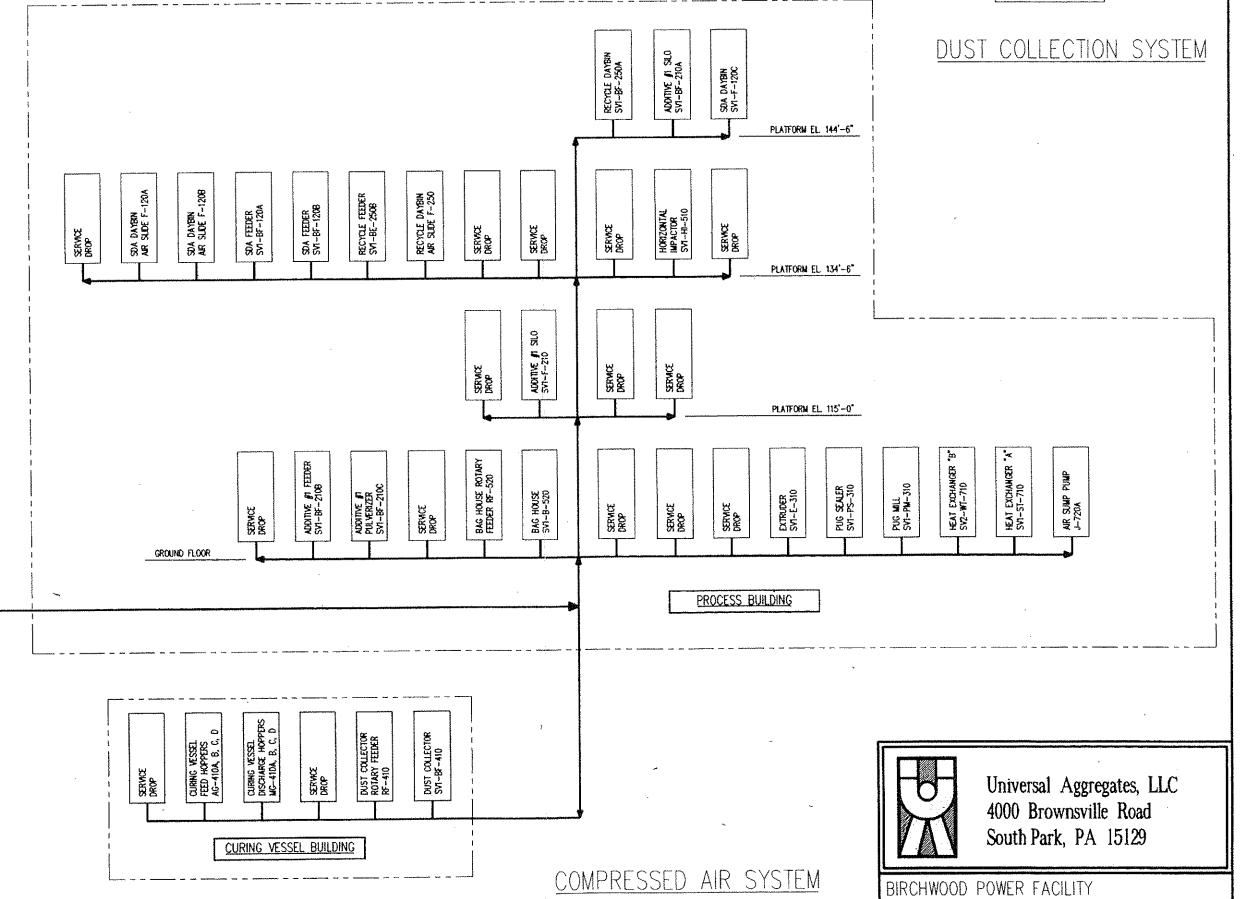 DUST COLLECTION SYSTEM
RECYCLE DAYBIN
SV1-BF-250A
ADDITIVE #1 SILO
SV1-BF-210A
SDA DAYBIN
SV1-F-120C
PLATFORM EL. 144'-6"
SERVICE
DROP
SDA DAYBIN
AIR SLIDE F-120A
SDA DAYBIN
AIR SLIDE F-120B
SDA FEEDER
SV1-BF-120A
SDA FEEDER
SV1-BF-120B
RECYCLE FEEDER
SV1-BE-250B
RECYCLE DAYBIN
AIR SLIDE F-250
SERVICE
DROP
SERVICE
DROP
SERVICE
DROP
HORIZONTAL
IMPACTOR
SV1-HI-510
SERVICE
DROP
PLATFORM EL. 134'-6"
SERVICE
DROP
ADDITIVE #1 SILO
SV1-F-210
SERVICE
DROP
SERVICE
DROP
PLATFORM EL. 115'-0"
SERVICE
DROP
ADDITIVE #1 FEEDER
SV1-BF-210B
ADDITIVE #1
PULVERIZER
SV1-BF-210C
SERVICE
DROP
BAG HOUSE ROTARY
FEEDER RF-520
BAG HOUSE
SV1-B-520
SERVICE
DROP
SERVICE
DROP
SERVICE
DROP
EXTRUDER
SV1-E-310
PUG SEALER
SV1-PS-310
PUG MILL
SV1-PM-310
HEAT EXCHANGER "B"
SV2-WT-710
HEAT EXCHANGER "A"
SV1-ST-710
AIR SUMP PUMP
J-720A
GROUND FLOOR
PROCESS BUILDING
SERVICE
DROP
CURING VESSEL
FEED HOPPERS
AG-410A, B, C, D
CURING VESSEL
DISCHARGE HOPPERS
MG-410A, B, C, D
SERVICE
DROP
DUST COLLECTOR
ROTARY FEEDER
RF-410
DUST COLLECTOR
SV1-BF-410
CURING VESSEL BUILDING
COMPRESSED AIR SYSTEM
Universal Aggregates, LLC
4000 Brownsville Road
South Park, PA 15129
BIRCHWOOD POWER FACILITY